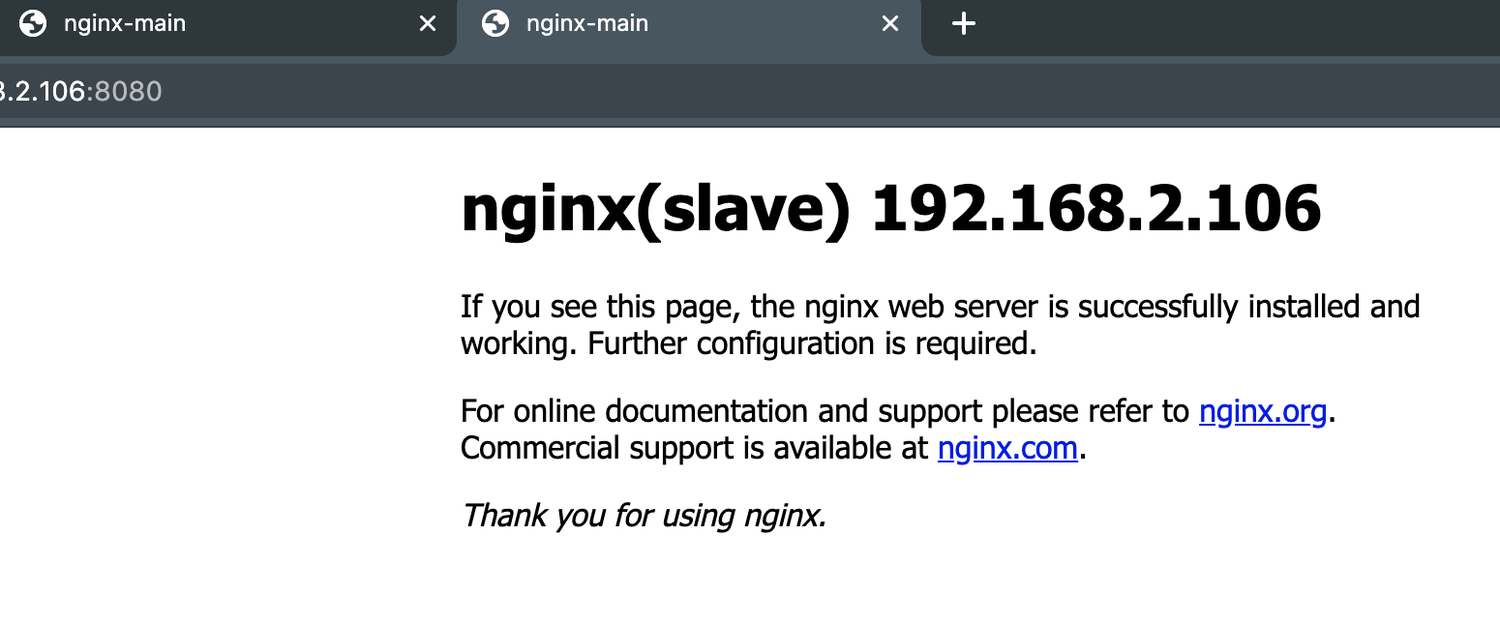 nginx-main
nginx-main
.2.106:8080
nginx(slave) 192.168.2.106
If you see this page, the nginx web server is successfully installed and
working. Further configuration is required.
For online documentation and support please refer to nginx.org.
Commercial support is available at nginx.com.
Thank you for using nginx.